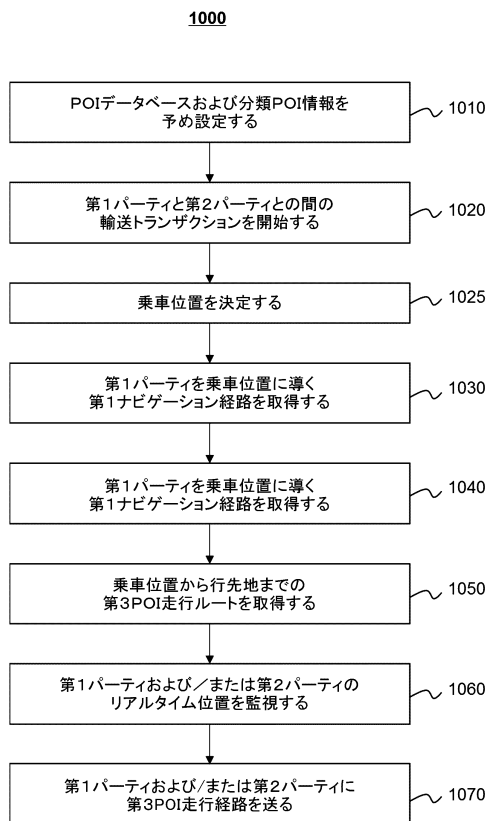 1000
POIデータベースおよび分類POI情報を
予め設定する
1010
第1パーティと第2パーティとの間の
輸送トランザクションを開始する
1020
乗車位置を決定する
1025
第1パーティを乗車位置に導く
第1ナビゲーション経路を取得する
1030
第1パーティを乗車位置に導く
第1ナビゲーション経路を取得する
1040
乗車位置から行先地までの
第3POI走行ルートを取得する
1050
第1パーティおよび／または第2パーティの
リアルタイム位置を監視する
1060
第1パーティおよび/または第2パーティに
第3POI走行経路を送る
1070